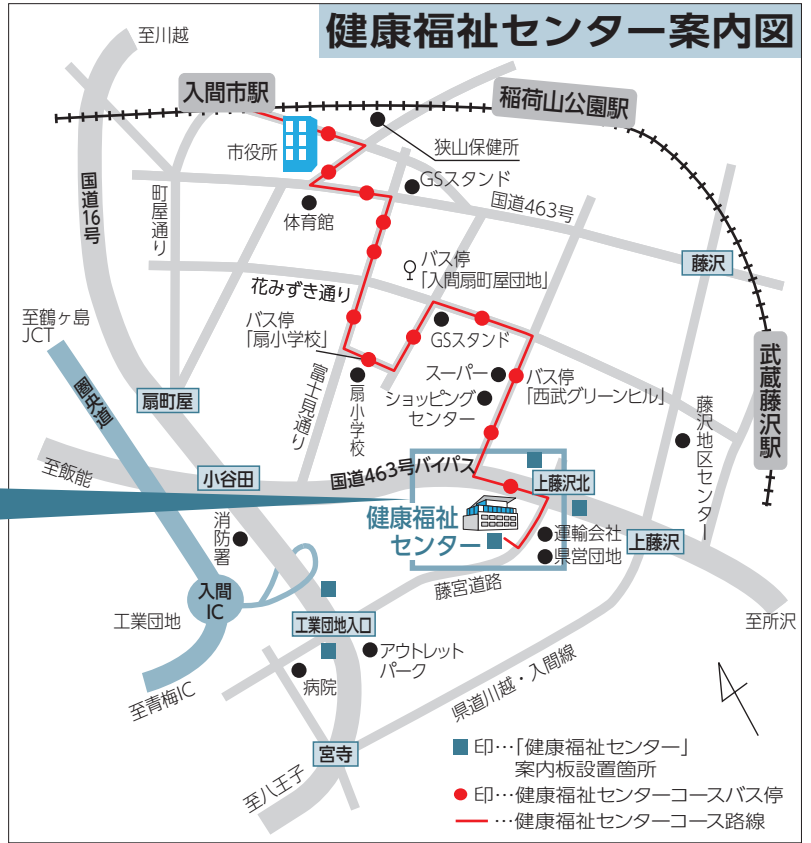 健康福祉センター案内図
至川越
入間市駅
稲荷山公園駅
市役所
狭山保健所
GSスタンド
国道16号
町屋通り
体育館
国道463号
バス停
「入間扇町屋団地」
藤沢
花みずき通り
至鶴ヶ島
JCT
バス停
「扇小学校」
GSスタンド
武蔵藤沢駅
圏央道
スーパー
バス停
「西武グリーンヒル」
ショッピング
センター
扇町屋
富士見通り
扇小学校
藤沢地区センター
至飯能
小谷田
国道463号バイパス
上藤沢北
健康福祉
センター
消防署
運輸会社
県営団地
上藤沢
入間
IC
藤宮道路
工業団地
工業団地入口
至所沢
アウトレット
パーク
病院
至青梅IC
県道川越・入間線
宮寺
至八王子
印…「健康福祉センター」
案内板設置箇所
印…健康福祉センターコースバス停
…健康福祉センターコース路線